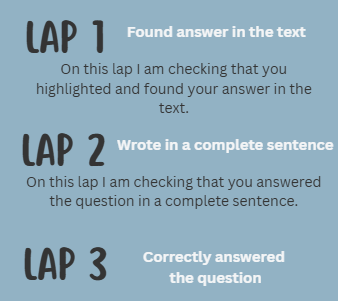 LAP 1 Found answer in the text
On this lap I am checking that you
highlighted and found your answer in the
text.
LAP 2 Wrote in a complete sentence
On this lap I am checking that you answered
the question in a complete sentence.
LAP 3 Correctly answered
the question